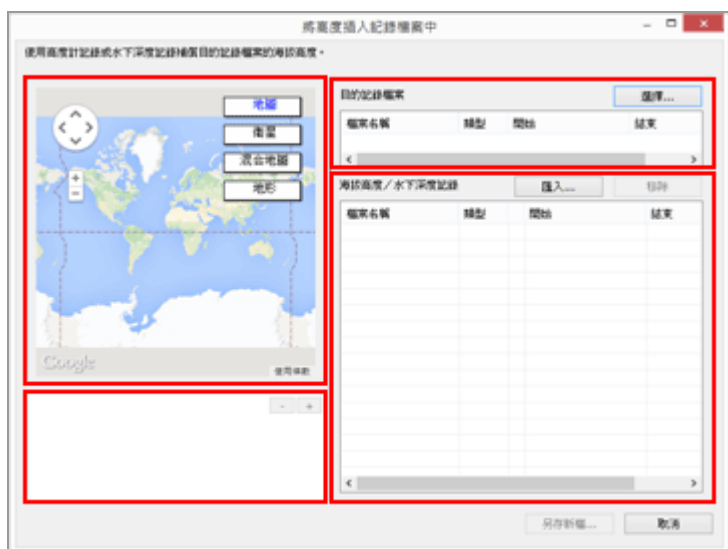 將高度插入記錄檔案中
使用高度計記錄或水下深度記錄補償目的記錄檔案的海拔高度。
地圖
衛星
混合地圖
地形
Google
使用條款
- +
目的記錄檔案 選擇...
檔案名稱 類型 開始 結束
海拔高度／水下深度記錄 匯入... 移除
檔案名稱 類型 開始 結束
另存新檔... 取消